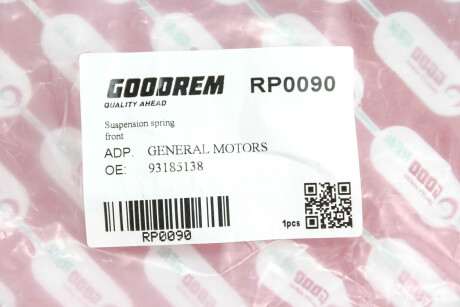 GOODREM RP0090
QUALITY AHEAD
Suspension spring
front
ADP. GENERAL MOTORS
OE: 93185138
RP0090
1pcs